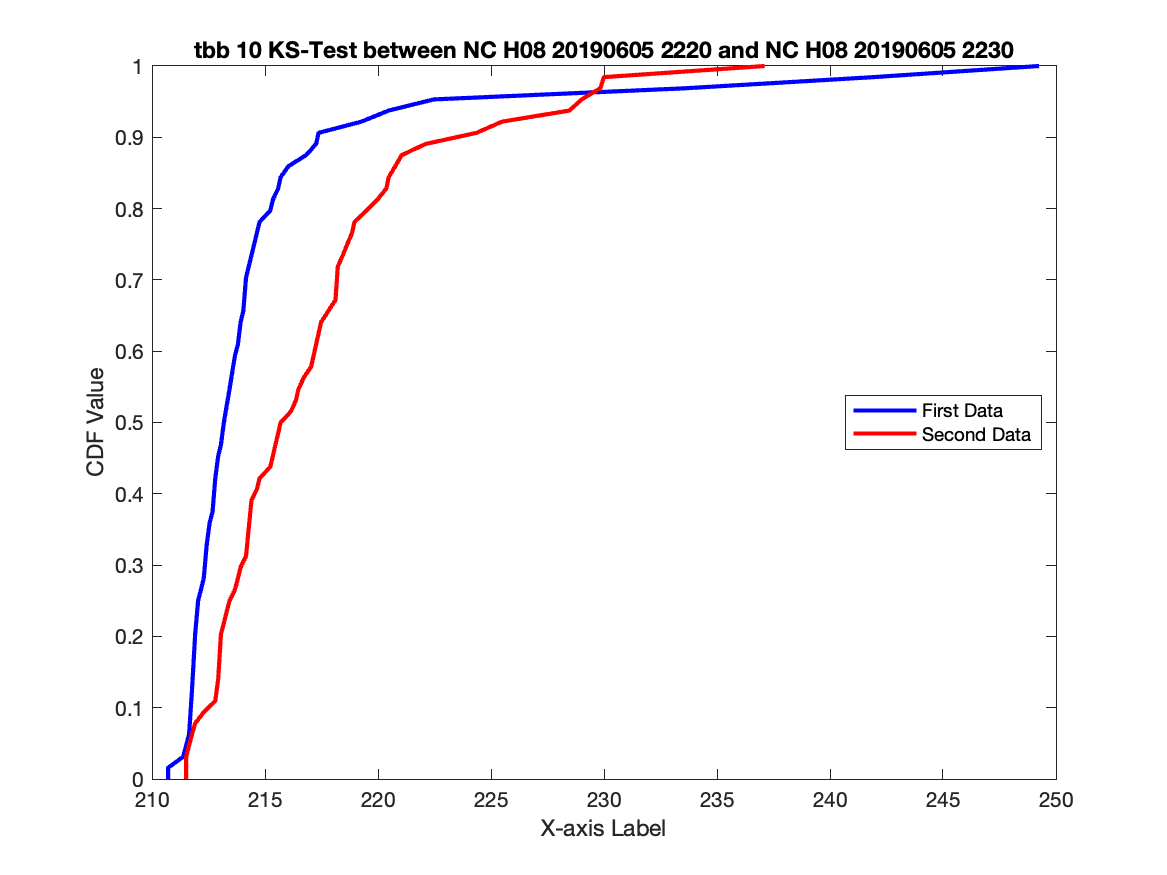 tbb 10 KS-Test between NC H08 20190605 2220 and NC H08 20190605 2230
1
0.9
0.8
0.7
0.6
0.5
0.4
0.3
0.2
0.1
0
CDF Value
First Data
Second Data
210 215 220 225 230 235 240 245 250
X-axis Label